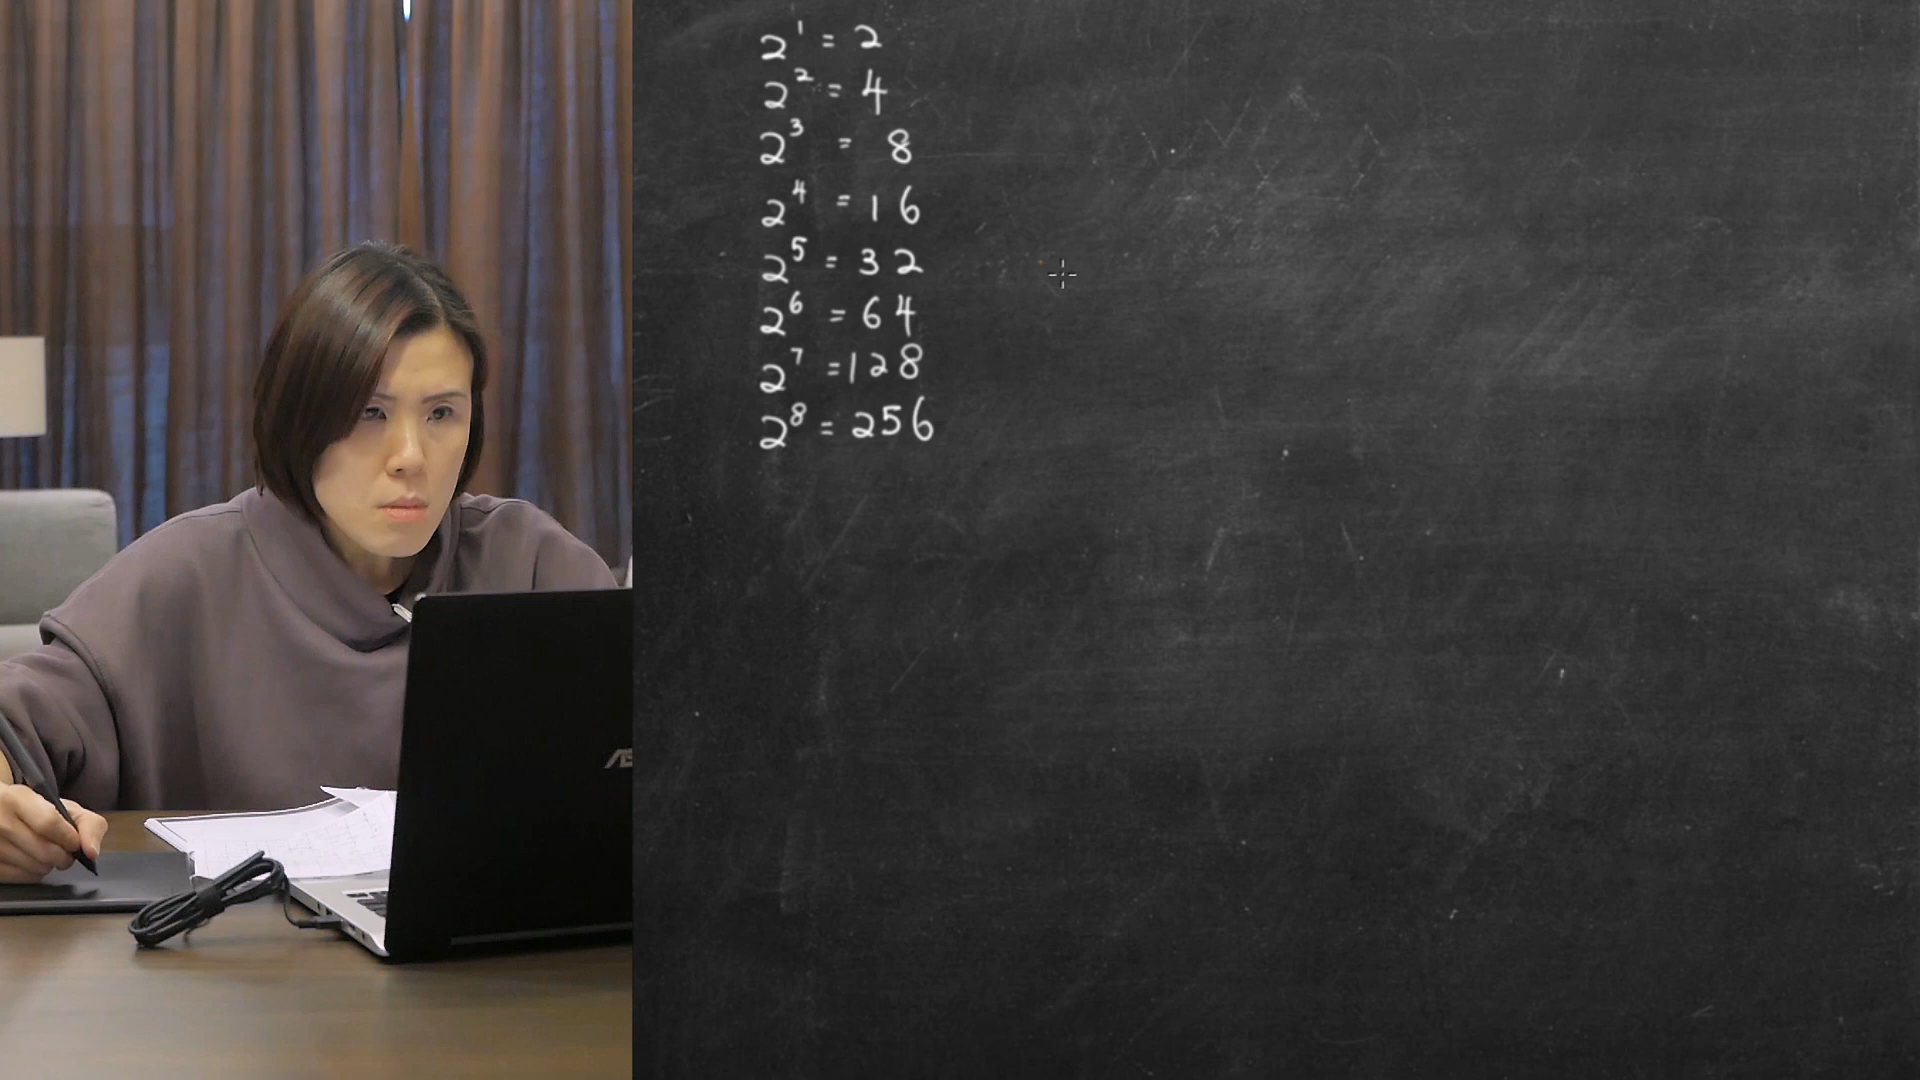 2¹ = 2
2² = 4
2³ = 8
2⁴ = 16
2⁵ = 32
2⁶ = 64
2⁷ = 128
2⁸ = 256